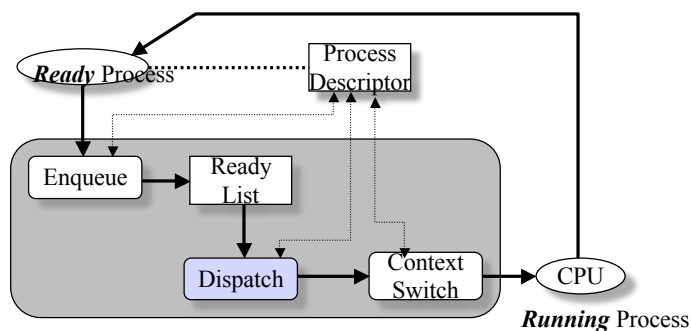 Process
Descriptor
Ready Process
Enqueue
Ready
List
Dispatch
Context
Switch
CPU
Running Process